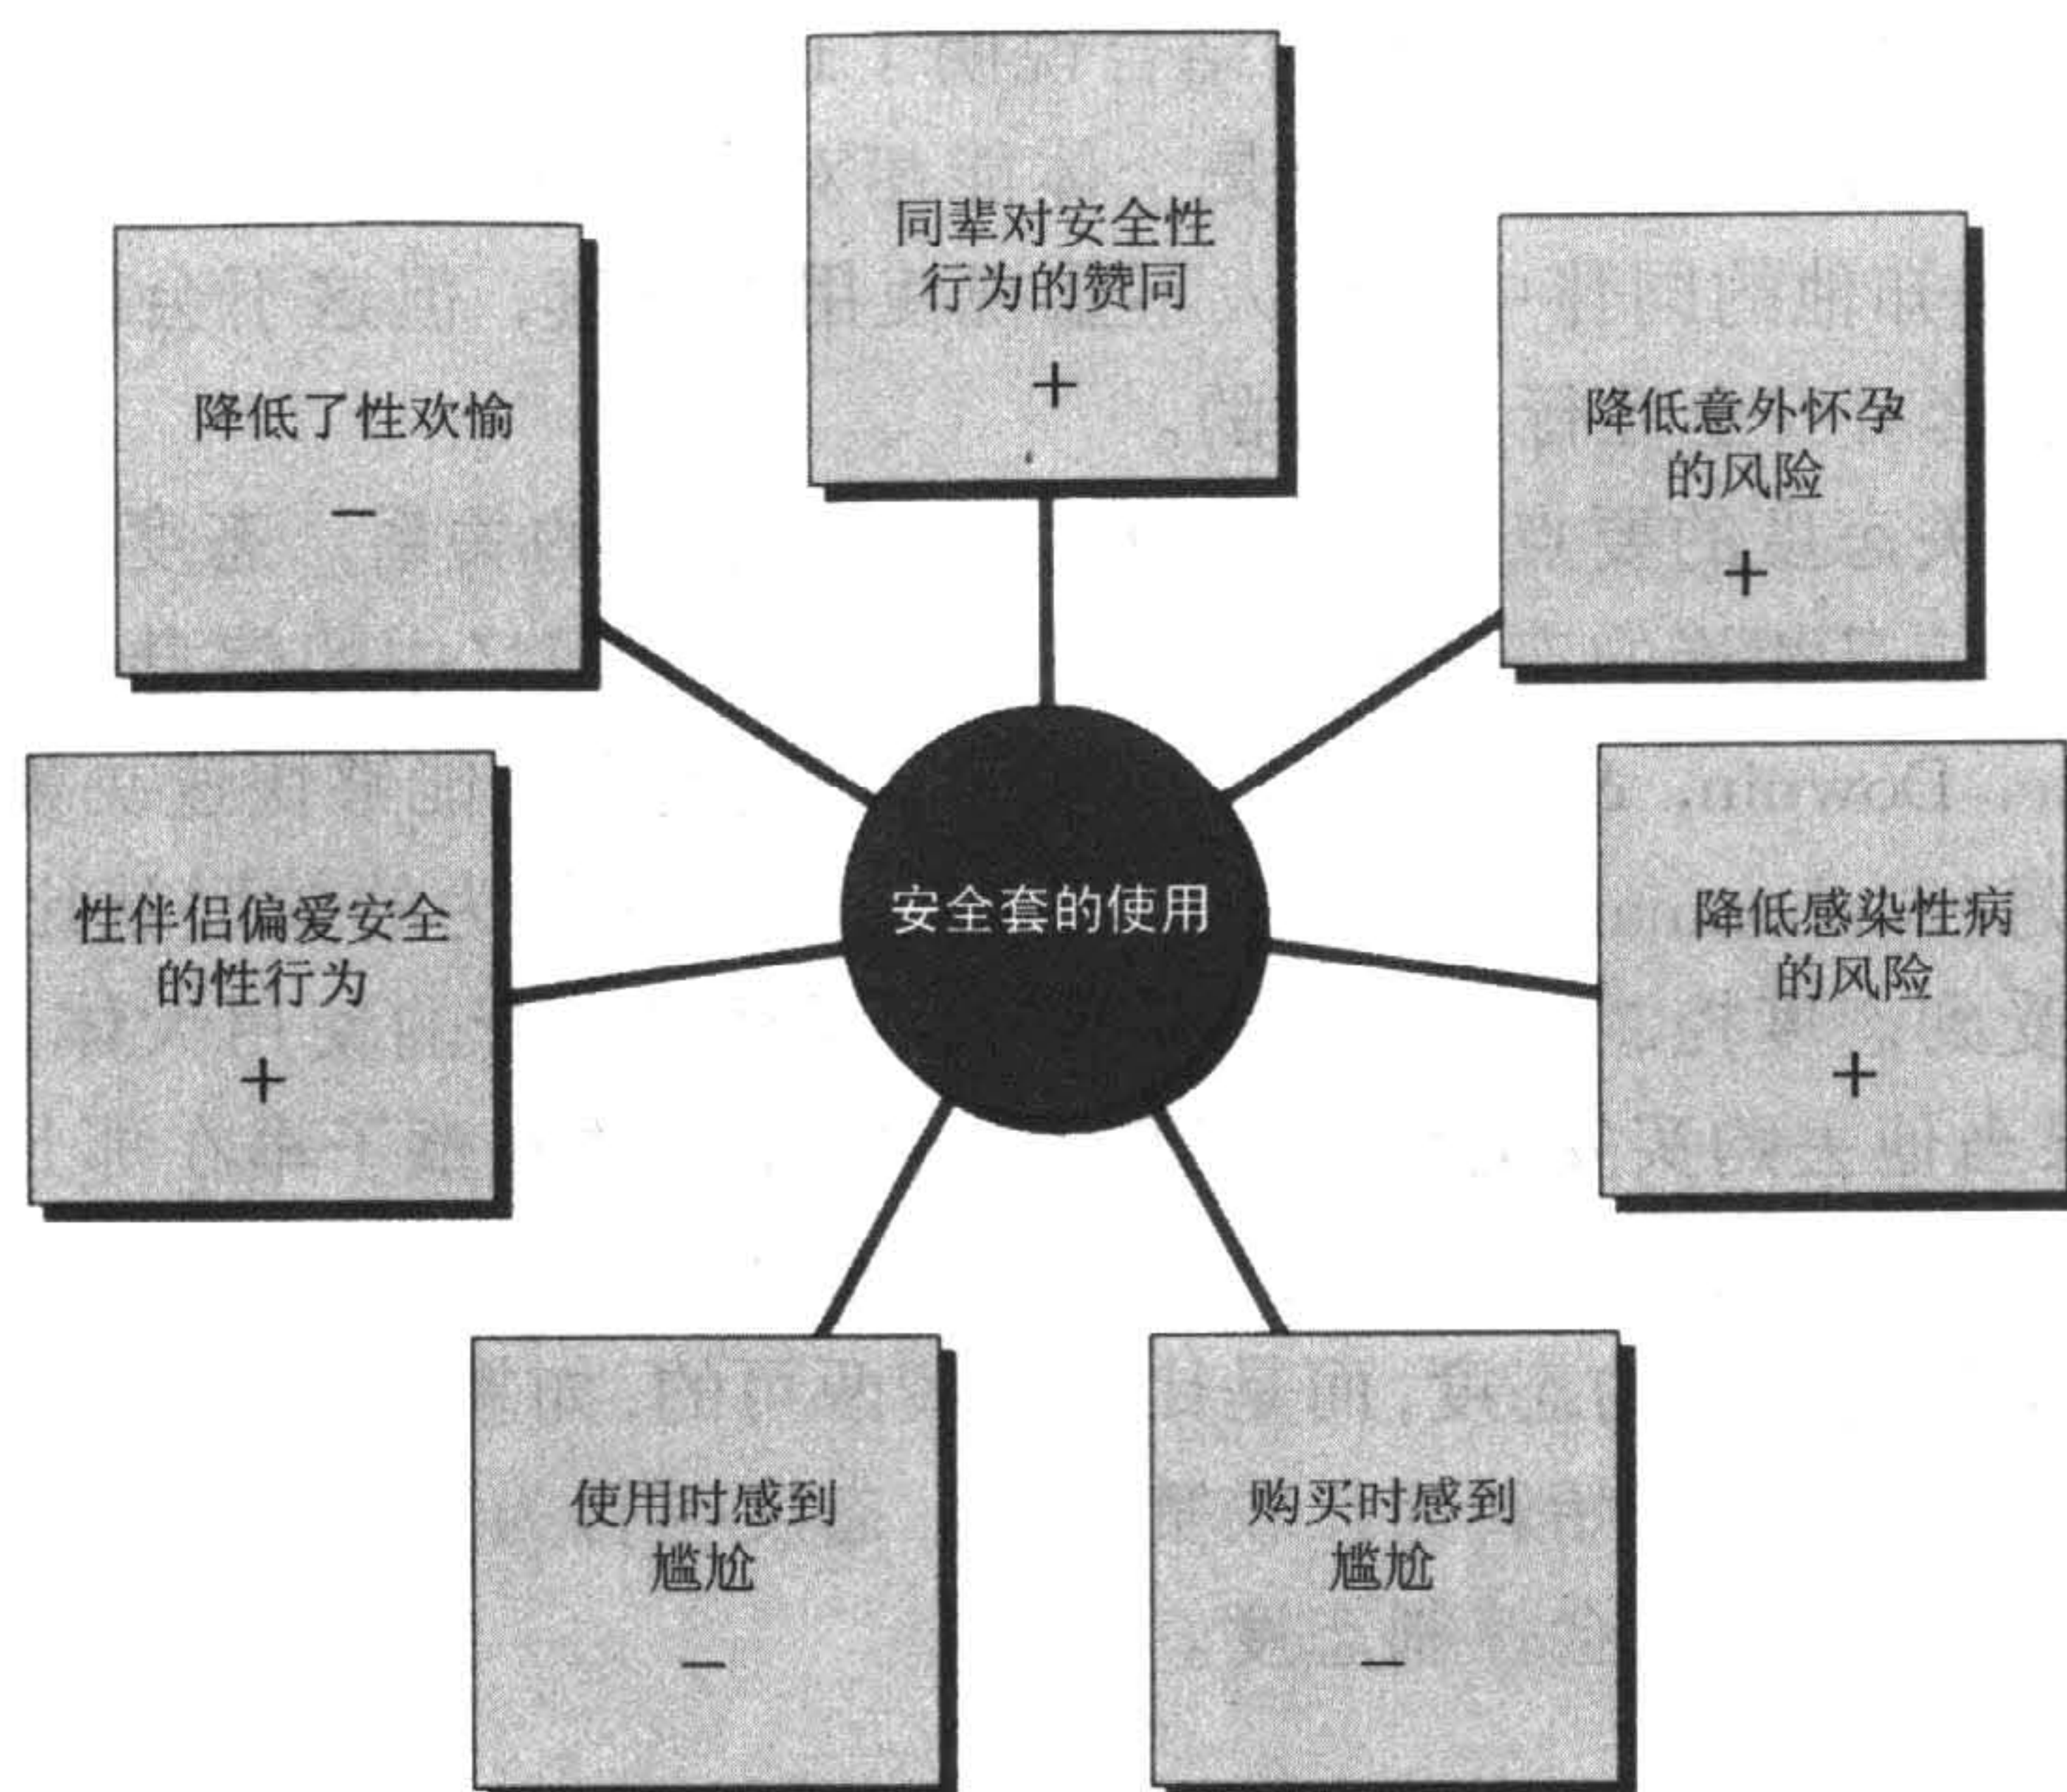 同辈对安全性
行为的赞同
+
降低了性欢愉
−
降低意外怀孕
的风险
+
性伴侣偏爱安全
的性行为
+
安全套的使用
降低感染性病
的风险
+
使用时感到
尴尬
−
购买时感到
尴尬
−